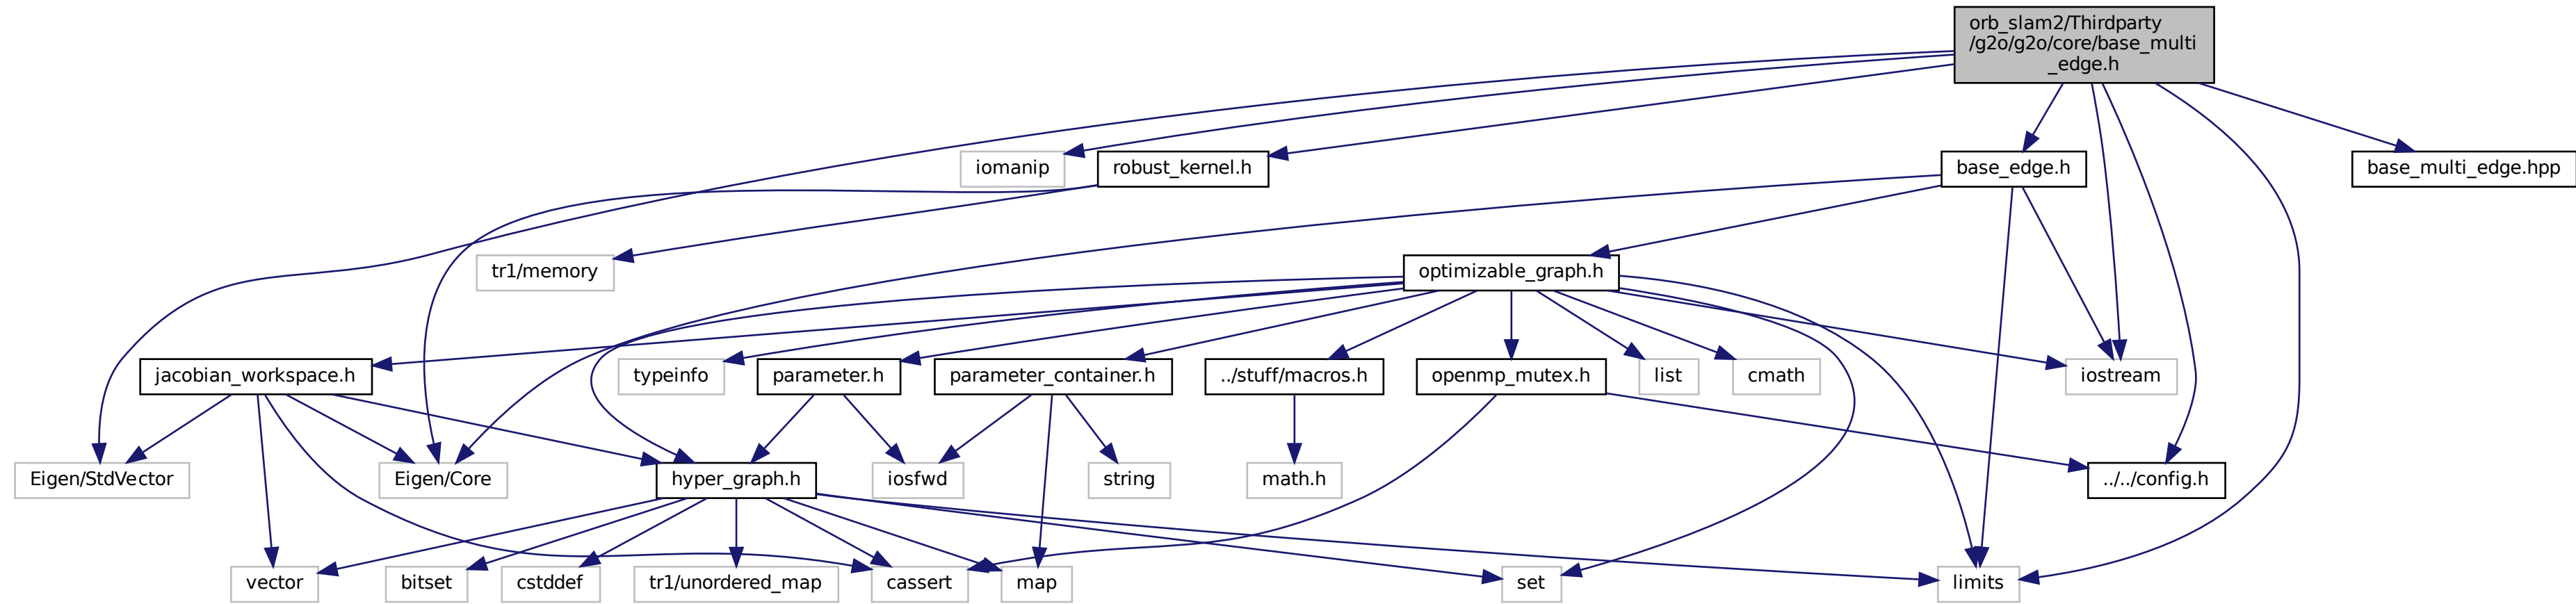 orb_slam2/Thirdparty
/g2o/g2o/core/base_multi
_edge.h
iomanip
robust_kernel.h
base_edge.h
base_multi_edge.hpp
tr1/memory
optimizable_graph.h
jacobian_workspace.h
typeinfo
parameter.h
parameter_container.h
../stuff/macros.h
openmp_mutex.h
list
cmath
iostream
Eigen/StdVector
Eigen/Core
hyper_graph.h
iosfwd
string
math.h
../../config.h
vector
bitset
cstddef
tr1/unordered_map
cassert
map
set
limits